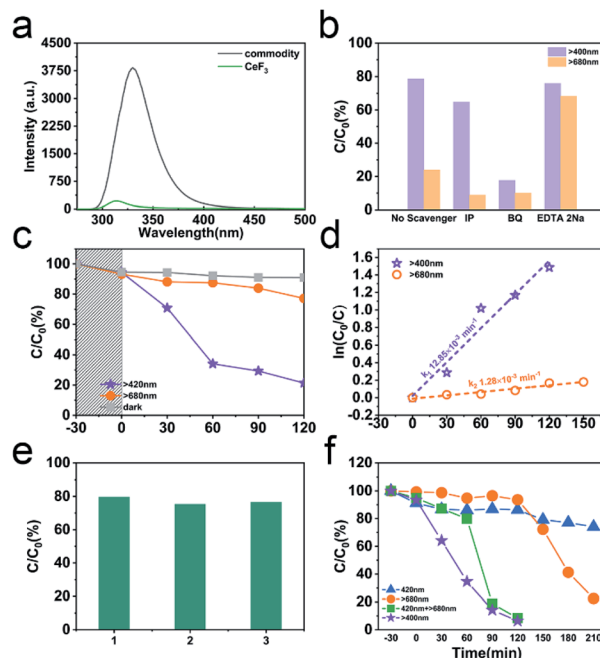 a
Intensity (a.u.)
4500
3750
3000
2250
1500
750
0
commodity
CeF3
300 350 400 450 500
Wavelength(nm)
b
C/C0(%)
100
80
60
40
20
0
>400nm
>680nm
No Scavenger IP BQ EDTA 2Na
c
C/C0(%)
100
80
60
40
20
0
>420nm
>680nm
dark
-30 0 30 60 90 120
d
ln(C0/C)
1.6
1.4
1.2
1.0
0.8
0.6
0.4
0.2
0.0
-0.2
>400nm
>680nm
k1 12.85×10-3 min-1
k2 1.28×10-3 min-1
-30 0 30 60 90 120 150
e
C/C0(%)
100
80
60
40
20
0
1 2 3
f
C/C0(%)
120
100
80
60
40
20
0
420nm
>680nm
420nm+>680nm
>400nm
-30 0 30 60 90 120 150 180 210
Time(min)